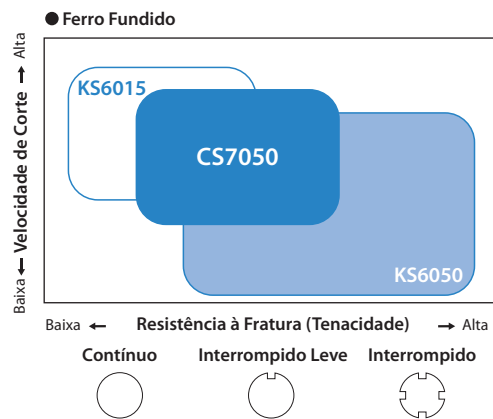 ● Ferro Fundido
Baixa ← Velocidade de Corte → Alta
KS6015
CS7050
KS6050
Baixa ← Resistência à Fratura (Tenacidade) → Alta
Contínuo Interrompido Leve Interrompido